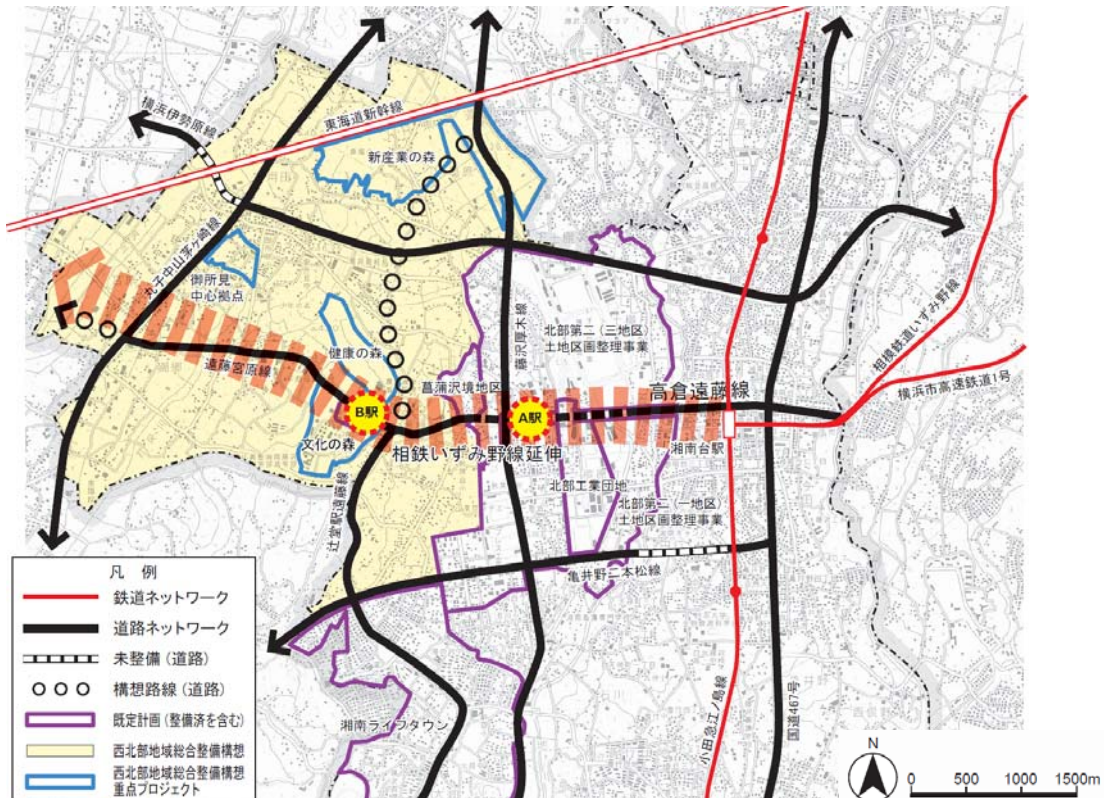 横浜伊勢原線
東海道新幹線
新産業の森
丸子中山茅ヶ崎線
御所見
中心拠点
藤沢厚木線
北部第二(三地区)
土地区画整理事業
相模鉄道いずみ野線
横浜市高速鉄道1号
健康の森
遠藤宮原線
菖蒲沢境地区
高倉遠藤線
B駅
A駅
文化の森
相鉄いずみ野線延伸
湘南台駅
辻堂駅遠藤線
北部工業団地
北部第二(一地区)
土地区画整理事業
亀井野二本松線
湘南ライフタウン
小田急江ノ島線
国道467号
凡 例
鉄道ネットワーク
道路ネットワーク
未整備(道路)
構想路線(道路)
既定計画(整備済を含む)
西北部地域総合整備構想
西北部地域総合整備構想
重点プロジェクト
N
0 500 1000 1500m